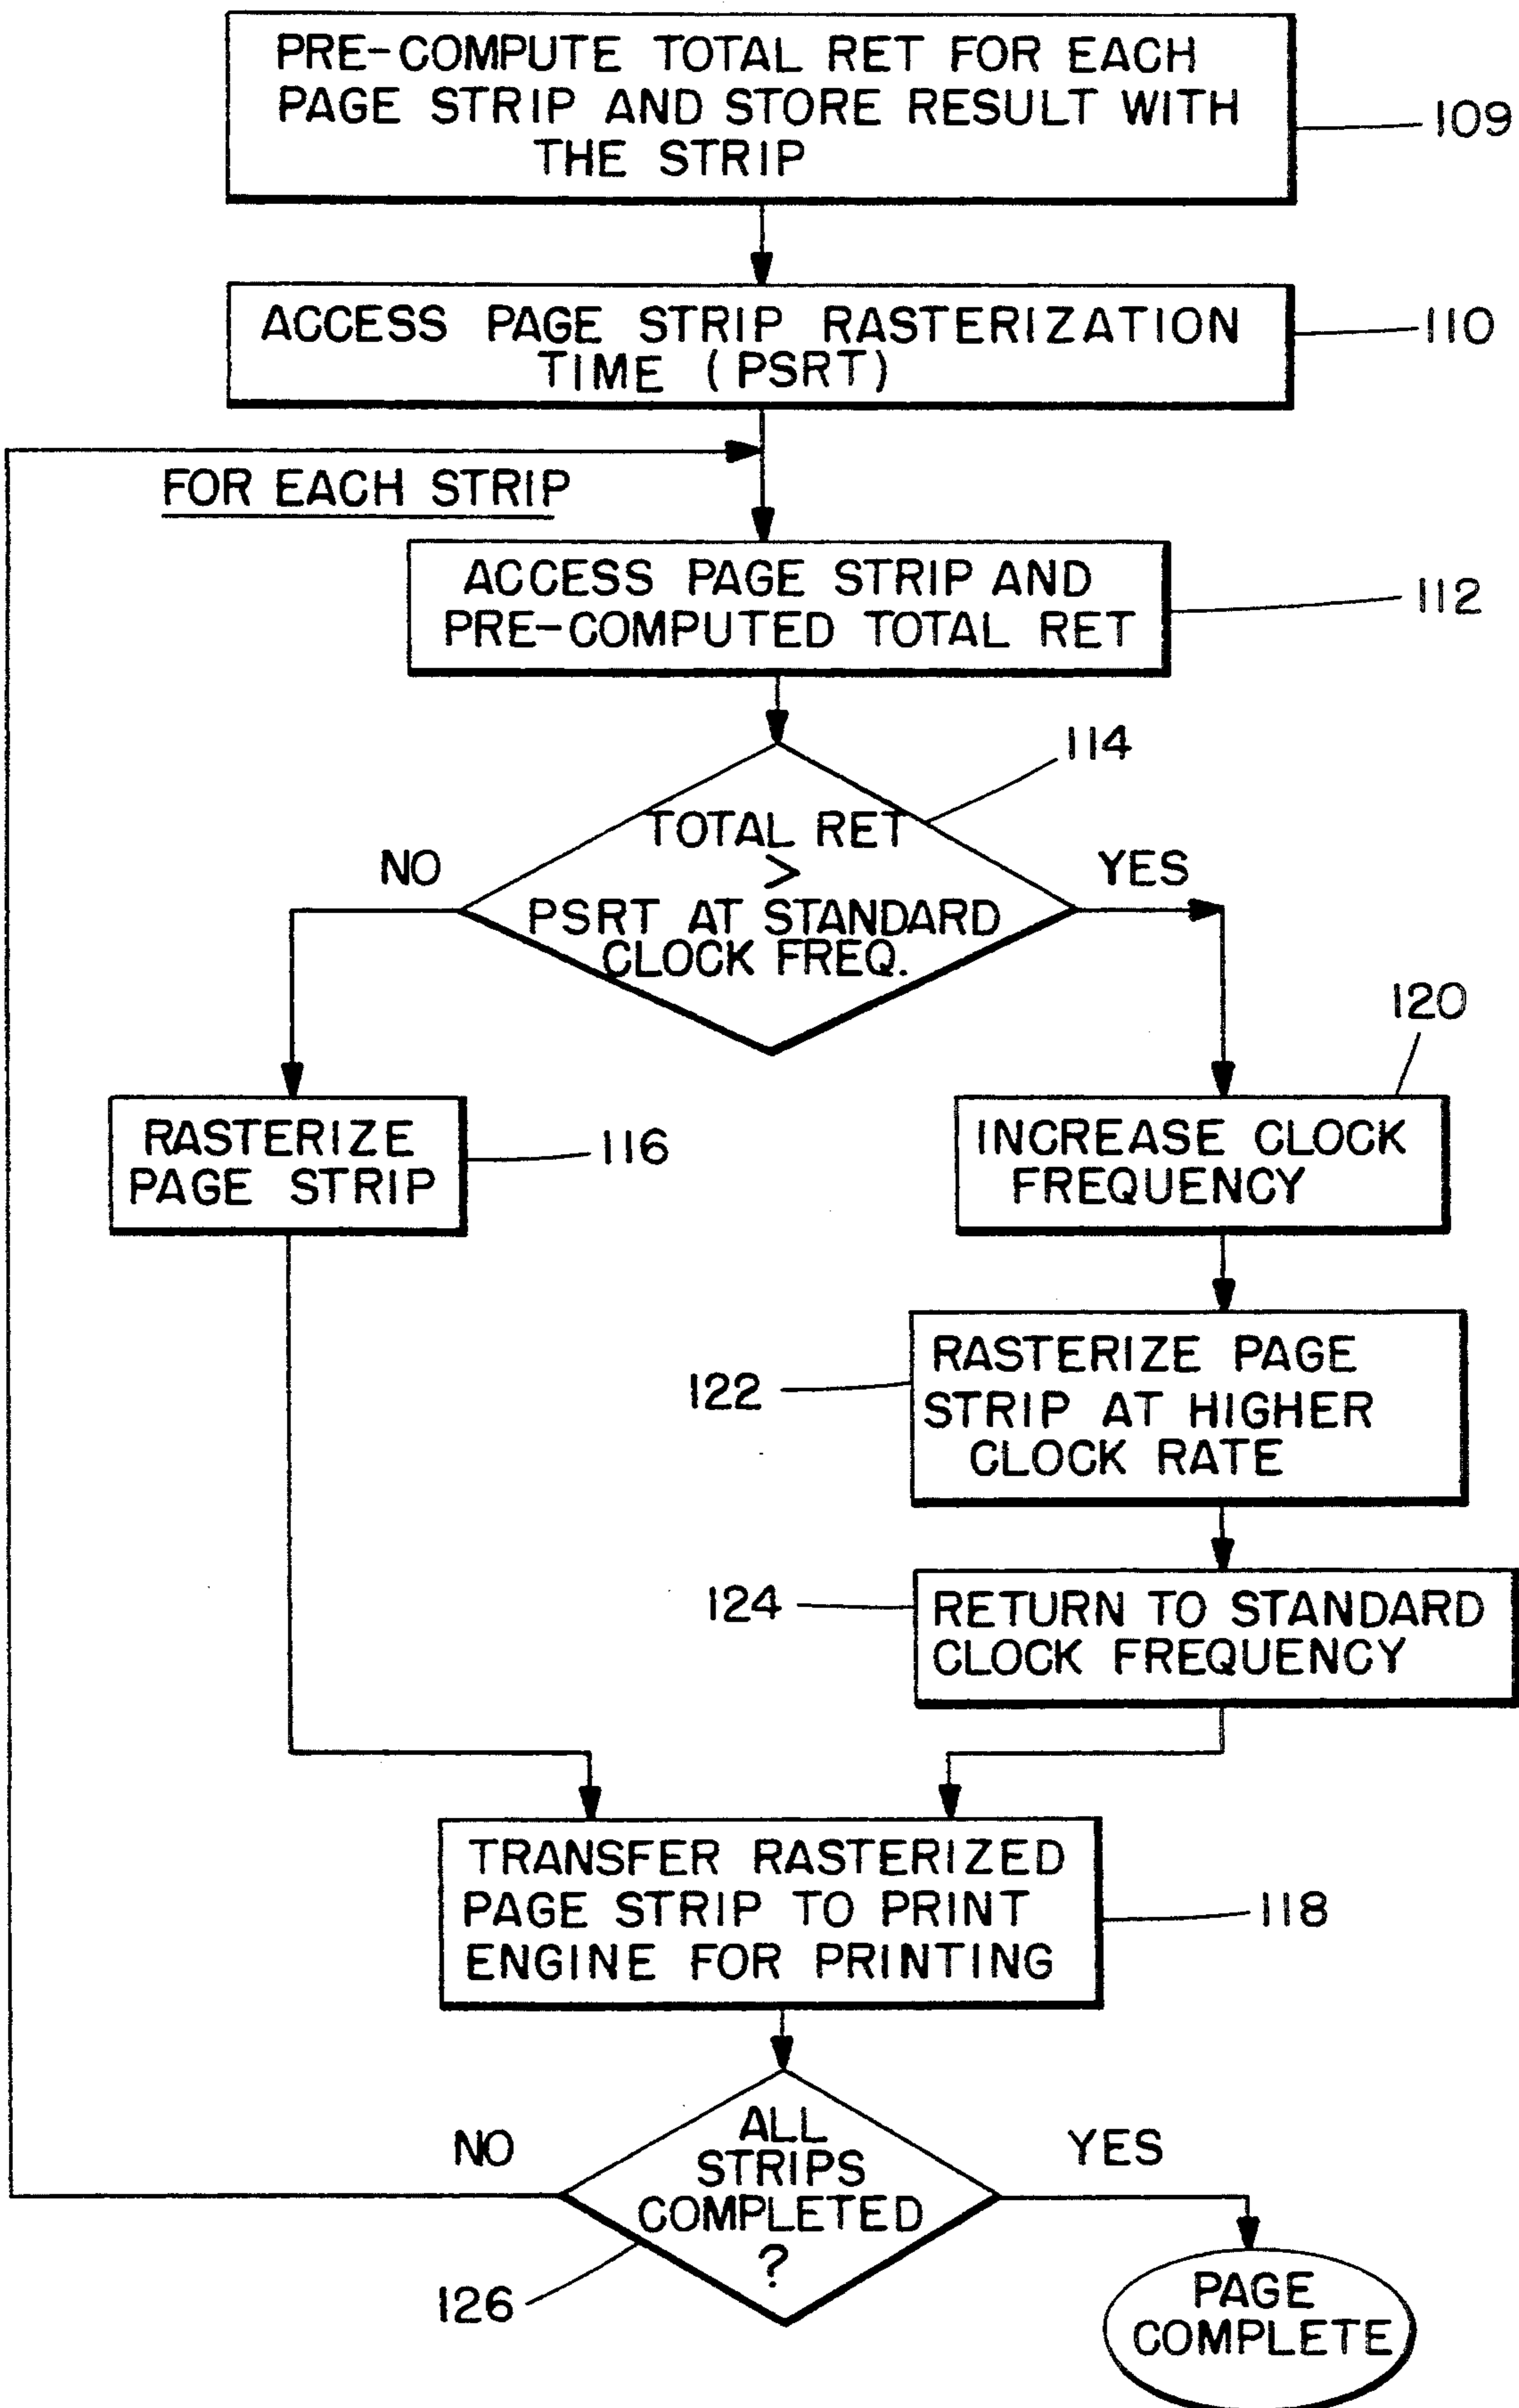 PRE-COMPUTE TOTAL RET FOR EACH
PAGE STRIP AND STORE RESULT WITH
THE STRIP
109
ACCESS PAGE STRIP RASTERIZATION
TIME (PSRT)
110
FOR EACH STRIP
ACCESS PAGE STRIP AND
PRE-COMPUTED TOTAL RET
112
114
TOTAL RET
>
PSRT AT STANDARD
CLOCK FREQ.
NO
YES
120
RASTERIZE
PAGE STRIP
116
INCREASE CLOCK
FREQUENCY
122
RASTERIZE PAGE
STRIP AT HIGHER
CLOCK RATE
124
RETURN TO STANDARD
CLOCK FREQUENCY
TRANSFER RASTERIZED
PAGE STRIP TO PRINT
ENGINE FOR PRINTING
118
NO
ALL
STRIPS
COMPLETED
?
YES
126
PAGE
COMPLETE